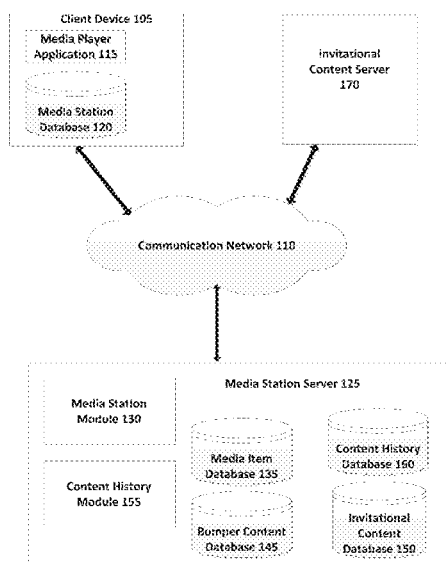 Client Device 105
Media Player
Application 115
Media Station
Database 120
Invitational
Content Server
170
Communication Network 110
Media Station Server 125
Media Station
Module 130
Content History
Module 155
Media Item
Database 135
Bumper Content
Database 145
Content History
Database 160
Invitational
Content
Database 150